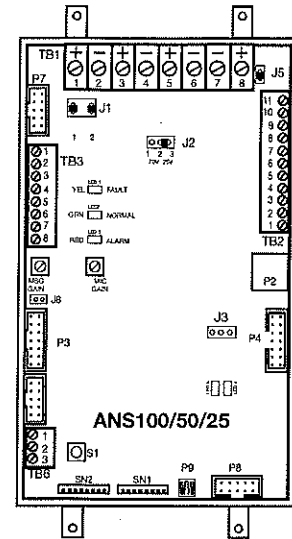 TB1
+ − + − + − − +
1 2 3 4 5 6 7 8
J5
P7
J1
1 2
J2
1 2 3
70V 25V
11
10
9
8
7
6
5
4
3
2
1
TB2
TB3
1
2
3
4
5
6
7
8
YEL FAULT
GRN NORMAL
RED ALARM
MSG GAIN
MIC GAIN
J6
P2
P3
J3
P4
ANS100/50/25
1
2
3
TB6
S1
SN2
SN1
P9
P8